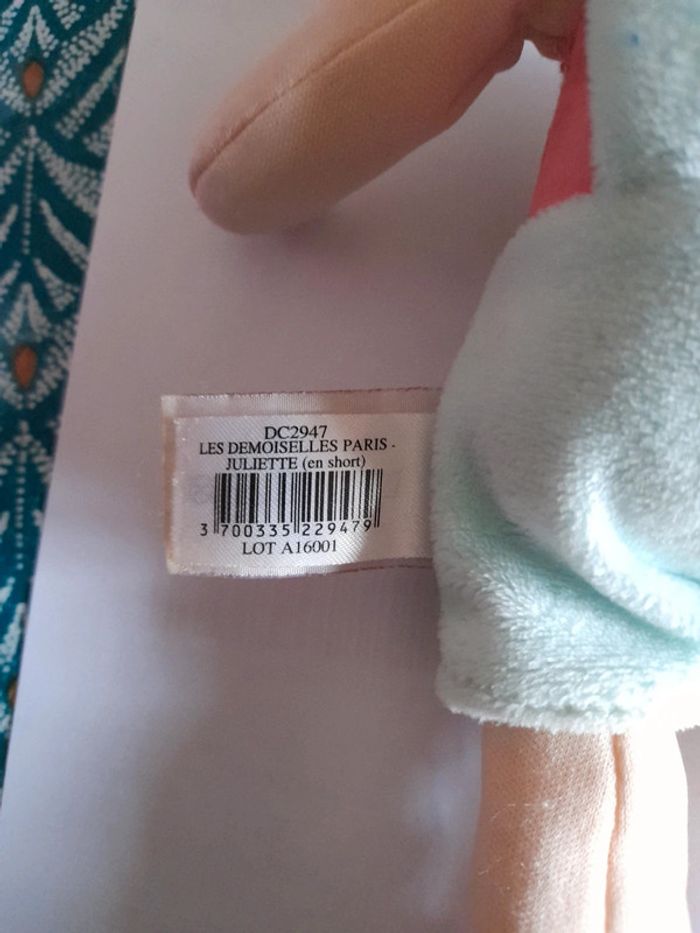 DC2947
LES DEMOISELLES PARIS -
JULIETTE (en short)
3 700335 229479
LOT A16001